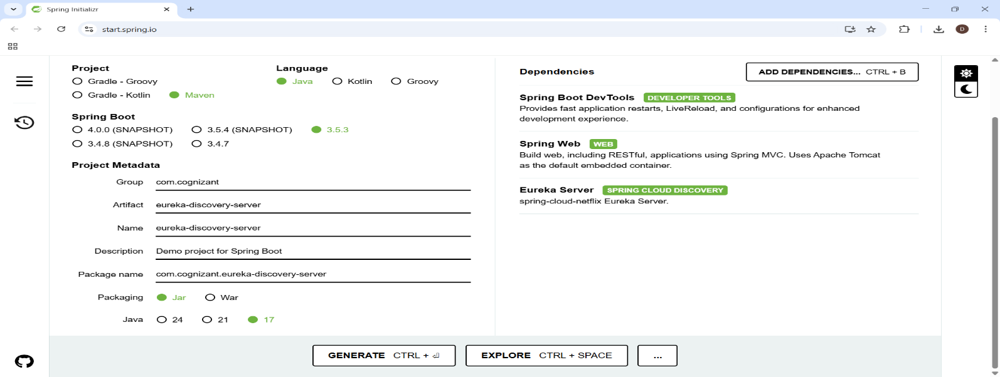 Spring Initializr
start.spring.io
D
Project
Gradle - Groovy
Gradle - Kotlin
Maven
Language
Java
Kotlin
Groovy
Spring Boot
4.0.0 (SNAPSHOT)
3.5.4 (SNAPSHOT)
3.5.3
3.4.8 (SNAPSHOT)
3.4.7
Project Metadata
Group
com.cognizant
Artifact
eureka-discovery-server
Name
eureka-discovery-server
Description
Demo project for Spring Boot
Package name
com.cognizant.eureka-discovery-server
Packaging
Jar
War
Java
24
21
17
Dependencies
ADD DEPENDENCIES... CTRL + B
Spring Boot DevTools DEVELOPER TOOLS
Provides fast application restarts, LiveReload, and configurations for enhanced
development experience.
Spring Web WEB
Build web, including RESTful, applications using Spring MVC. Uses Apache Tomcat
as the default embedded container.
Eureka Server SPRING CLOUD DISCOVERY
spring-cloud-netflix Eureka Server.
GENERATE CTRL + ⏎
EXPLORE CTRL + SPACE
...